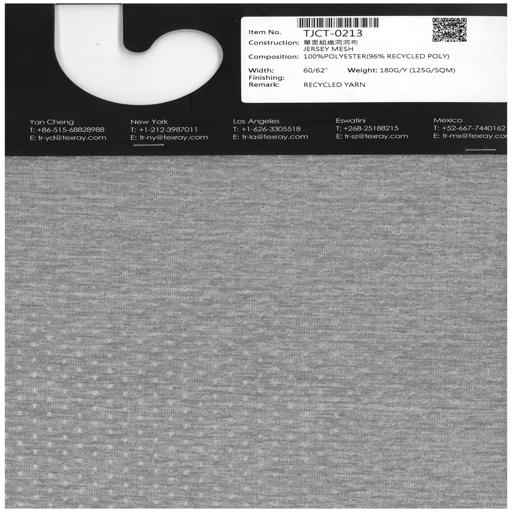 Item No. TJCT-0213
Construction: 單面組織洞洞布
JERSEY MESH
Composition: 100%POLYESTER(96% RECYCLED POLY)
Width: 60/62" Weight: 180G/Y (125G/SQM)
Finishing:
Remark: RECYCLED YARN
Yan Cheng
T: +86-515-68828988
E: tr-yd@texray.com
New York
T: +1-212-3987011
E: tr-ny@texray.com
Los Angeles
T: +1-626-3305518
E: tr-la@texray.com
Eswatini
T: +268-25188215
E: tr-sz@texray.com
Mexico
T: +52-667-7440162
E: tr-mx@texray.co